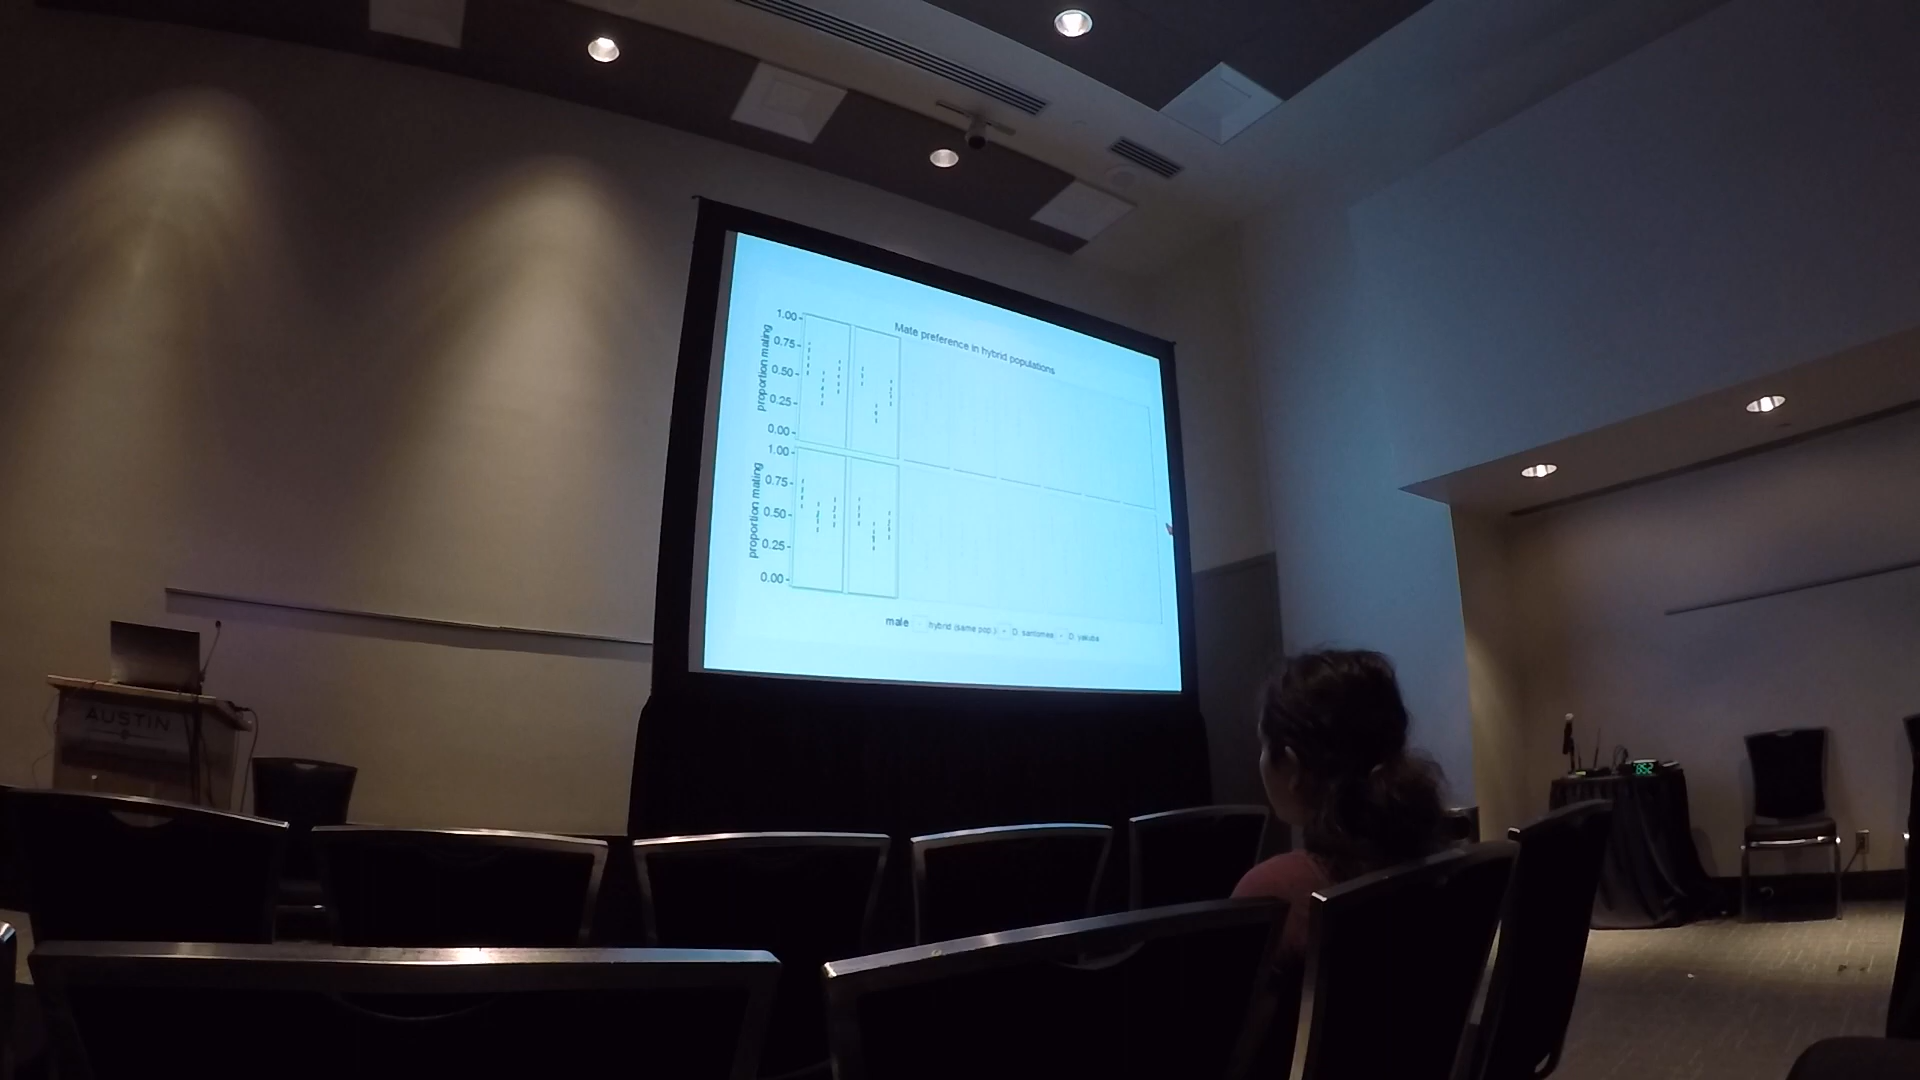 Mate preference in hybrid populations
proportion mating
1.00
0.75
0.50
0.25
0.00
proportion mating
1.00
0.75
0.50
0.25
0.00
male hybrid (same pop.) D. santomea D. yakuba
AUSTIN
852